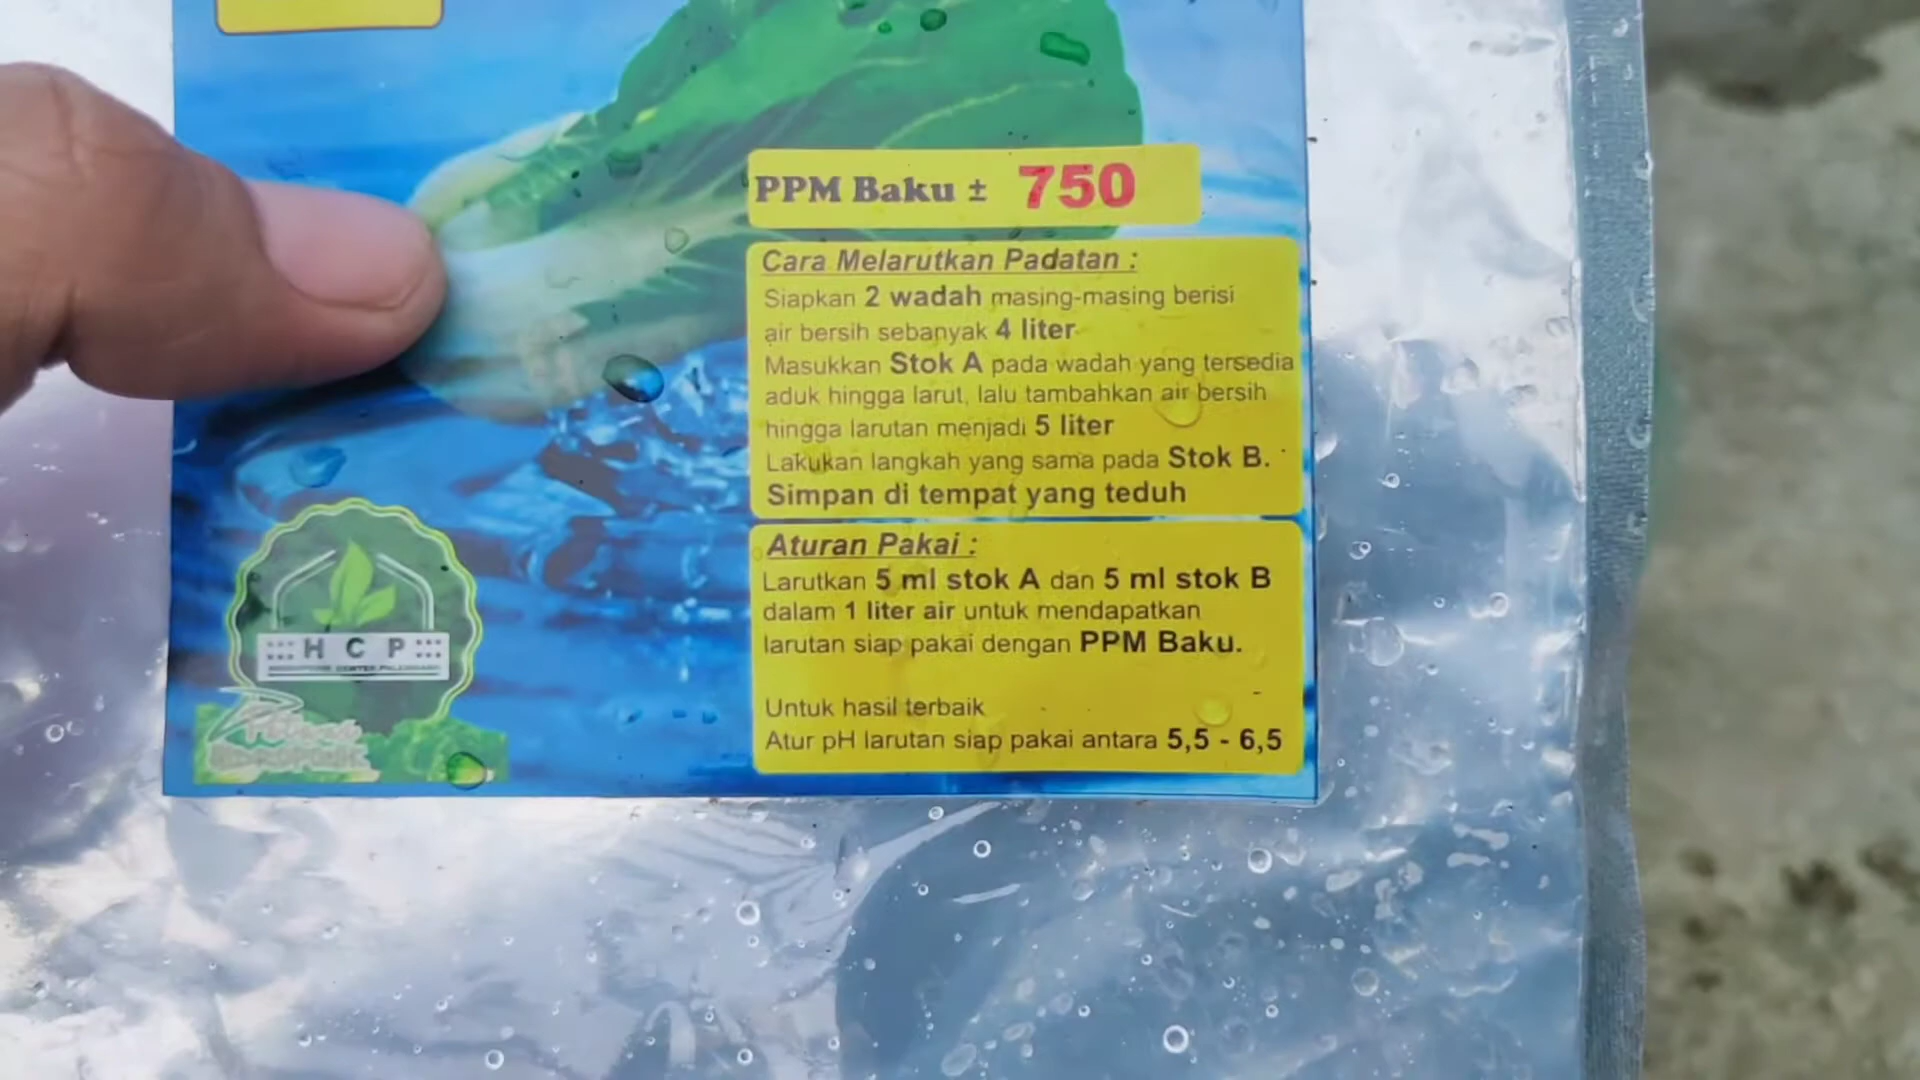 PPM Baku ± 750
Cara Melarutkan Padatan :
Siapkan 2 wadah masing-masing berisi
air bersih sebanyak 4 liter
Masukkan Stok A pada wadah yang tersedia
aduk hingga larut, lalu tambahkan air bersih
hingga larutan menjadi 5 liter
Lakukan langkah yang sama pada Stok B.
Simpan di tempat yang teduh
Aturan Pakai :
Larutkan 5 ml stok A dan 5 ml stok B
dalam 1 liter air untuk mendapatkan
larutan siap pakai dengan PPM Baku.
Untuk hasil terbaik
Atur pH larutan siap pakai antara 5,5 - 6,5
H C P